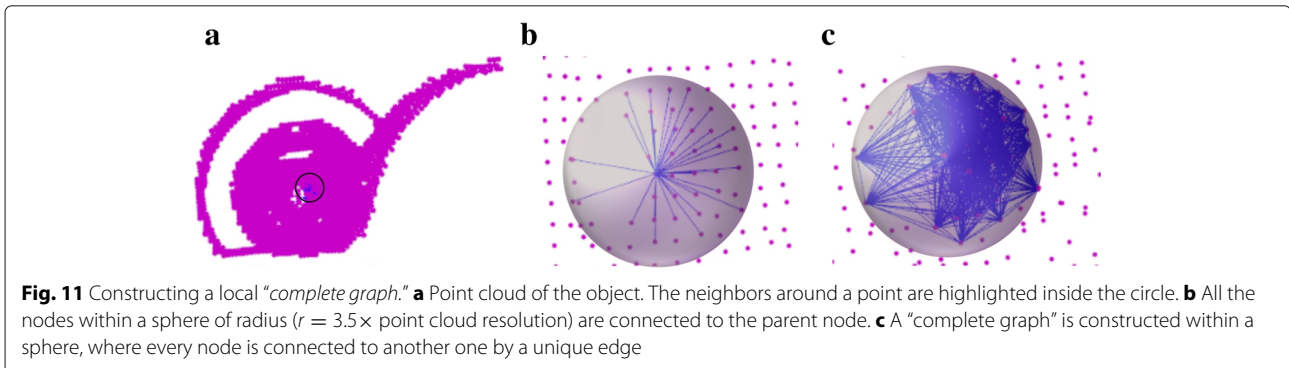 a
b
c
Fig. 11 Constructing a local “complete graph.” a Point cloud of the object. The neighbors around a point are highlighted inside the circle. b All the
nodes within a sphere of radius (r = 3.5× point cloud resolution) are connected to the parent node. c A “complete graph” is constructed within a
sphere, where every node is connected to another one by a unique edge